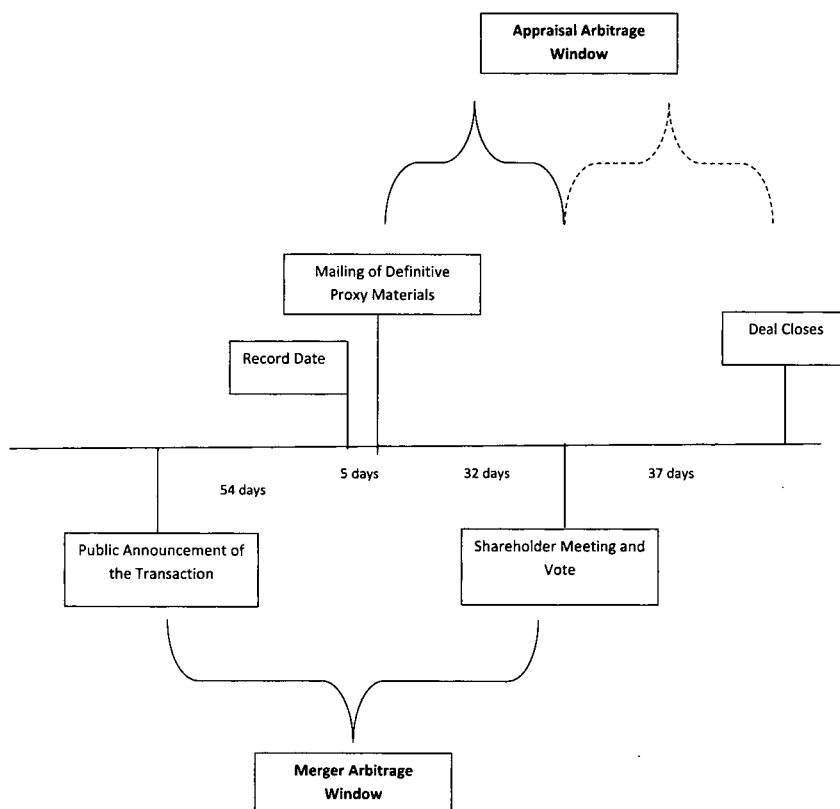 Appraisal Arbitrage
Window
Mailing of Definitive
Proxy Materials
Record Date
Deal Closes
54 days
5 days
32 days
37 days
Public Announcement of
the Transaction
Shareholder Meeting and
Vote
Merger Arbitrage
Window